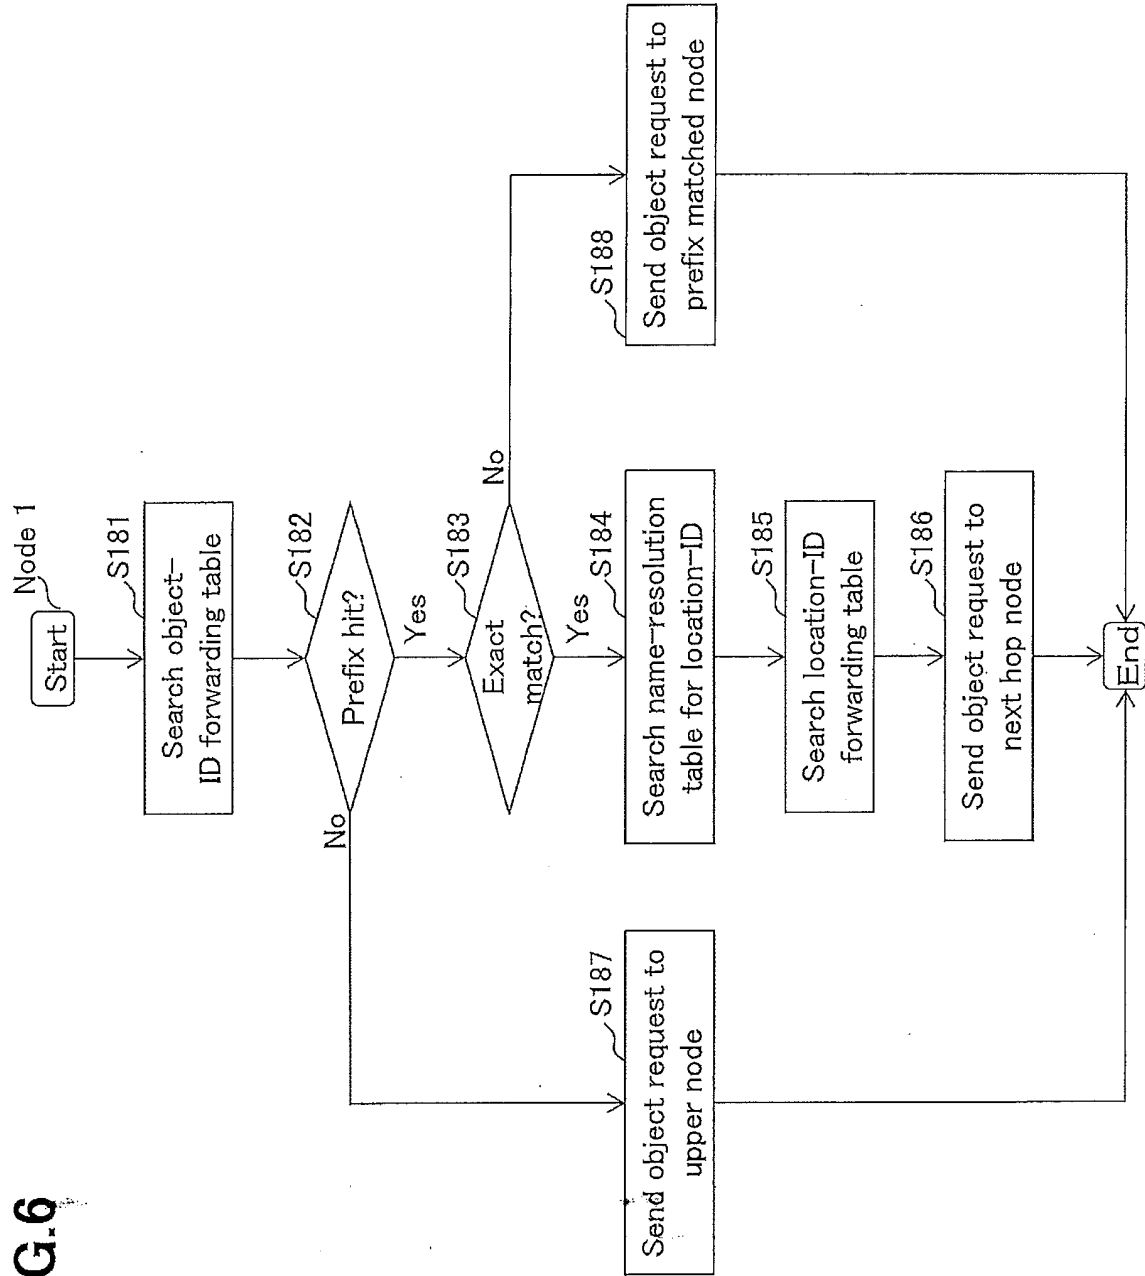 G.6
Node 1
Start
S181
Search object-
ID forwarding table
S182
Prefix hit?
No
Yes
S183
Exact
match?
No
Yes
S187
Send object request to
upper node
S184
Search name-resolution
table for location-ID
S188
Send object request to
prefix matched node
S185
Search location-ID
forwarding table
S186
Send object request to
next hop node
End